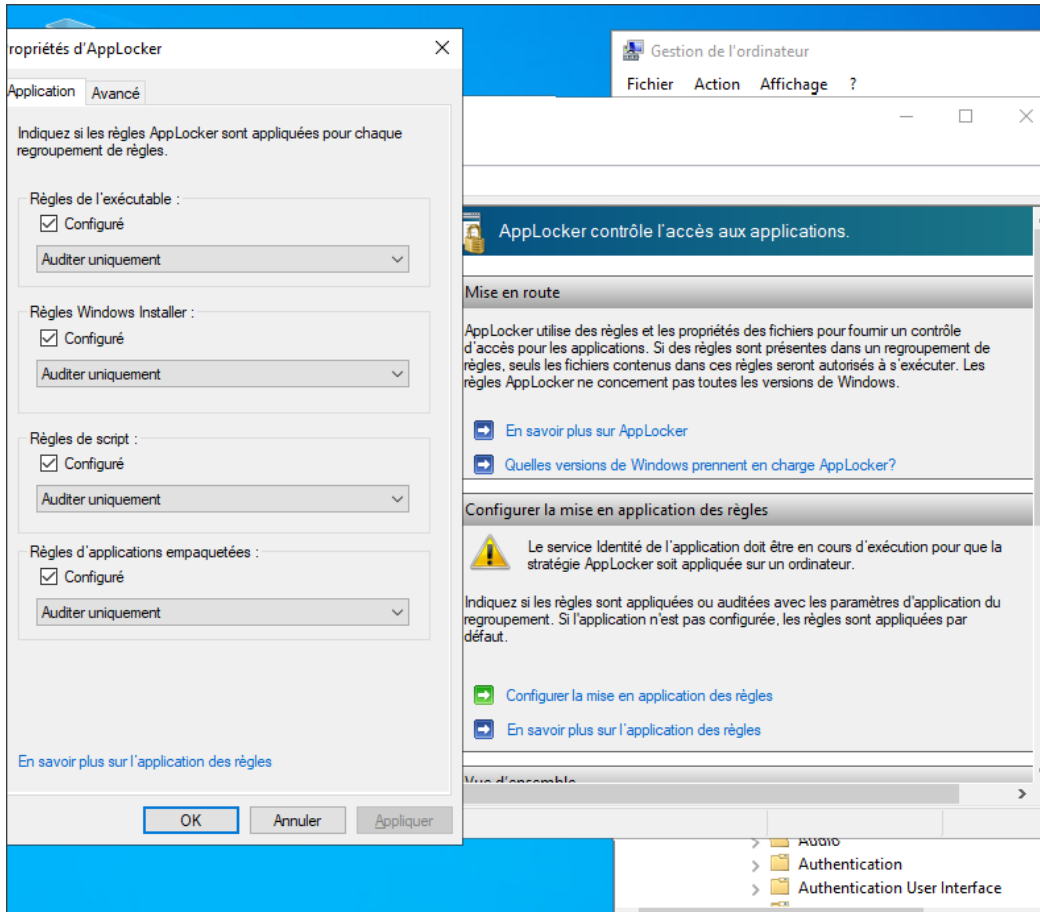 ropriétés d'AppLocker
Application
Avancé
Indiquez si les règles AppLocker sont appliquées pour chaque
regroupement de règles.
Règles de l'exécutable :
Configuré
Auditer uniquement
Règles Windows Installer :
Configuré
Auditer uniquement
Règles de script :
Configuré
Auditer uniquement
Règles d'applications empaquetées :
Configuré
Auditer uniquement
En savoir plus sur l'application des règles
OK
Annuler
Appliquer
Gestion de l'ordinateur
Fichier Action Affichage ?
AppLocker contrôle l'accès aux applications.
Mise en route
AppLocker utilise des règles et les propriétés des fichiers pour fournir un contrôle
d'accès pour les applications. Si des règles sont présentes dans un regroupement de
règles, seuls les fichiers contenus dans ces règles seront autorisés à s'exécuter. Les
règles AppLocker ne concernent pas toutes les versions de Windows.
En savoir plus sur AppLocker
Quelles versions de Windows prennent en charge AppLocker?
Configurer la mise en application des règles
Le service Identité de l'application doit être en cours d'exécution pour que la
stratégie AppLocker soit appliquée sur un ordinateur.
Indiquez si les règles sont appliquées ou auditées avec les paramètres d'application du
regroupement. Si l'application n'est pas configurée, les règles sont appliquées par
défaut.
Configurer la mise en application des règles
En savoir plus sur l'application des règles
Vue d'ensemble
Audio
Authentication
Authentication User Interface